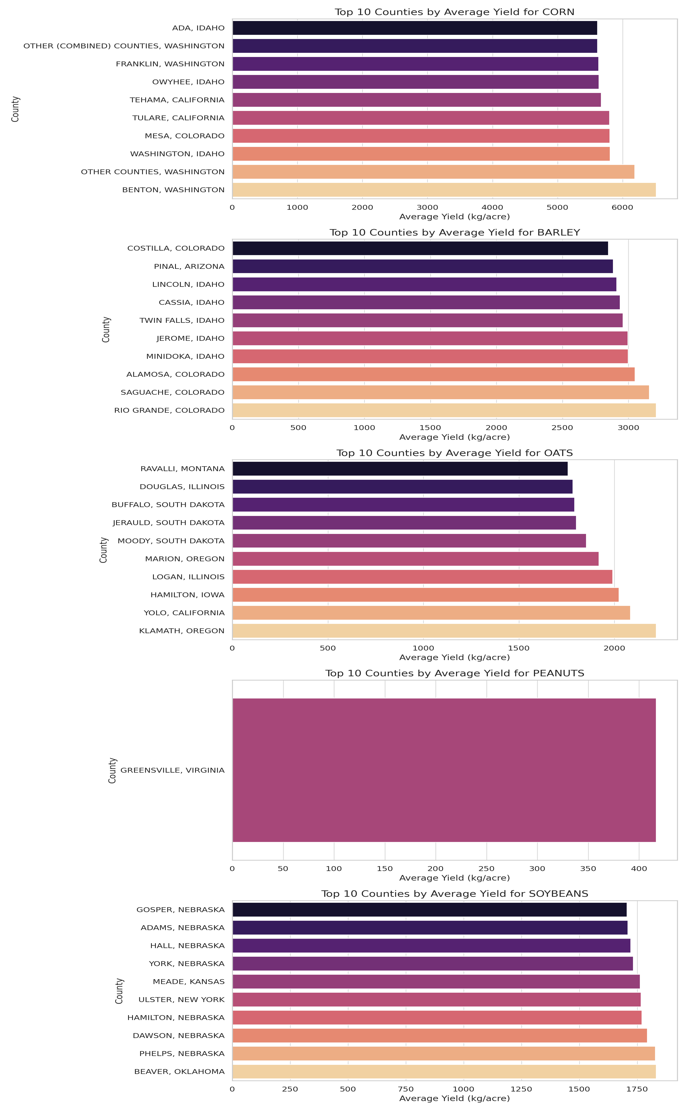 Top 10 Counties by Average Yield for CORN
County
ADA, IDAHO
OTHER (COMBINED) COUNTIES, WASHINGTON
FRANKLIN, WASHINGTON
OWYHEE, IDAHO
TEHAMA, CALIFORNIA
TULARE, CALIFORNIA
MESA, COLORADO
WASHINGTON, IDAHO
OTHER COUNTIES, WASHINGTON
BENTON, WASHINGTON
0 1000 2000 3000 4000 5000 6000
Average Yield (kg/acre)
Top 10 Counties by Average Yield for BARLEY
County
COSTILLA, COLORADO
PINAL, ARIZONA
LINCOLN, IDAHO
CASSIA, IDAHO
TWIN FALLS, IDAHO
JEROME, IDAHO
MINIDOKA, IDAHO
ALAMOSA, COLORADO
SAGUACHE, COLORADO
RIO GRANDE, COLORADO
0 500 1000 1500 2000 2500 3000
Average Yield (kg/acre)
Top 10 Counties by Average Yield for OATS
County
RAVALLI, MONTANA
DOUGLAS, ILLINOIS
BUFFALO, SOUTH DAKOTA
JERAULD, SOUTH DAKOTA
MOODY, SOUTH DAKOTA
MARION, OREGON
LOGAN, ILLINOIS
HAMILTON, IOWA
YOLO, CALIFORNIA
KLAMATH, OREGON
0 500 1000 1500 2000
Average Yield (kg/acre)
Top 10 Counties by Average Yield for PEANUTS
County
GREENSVILLE, VIRGINIA
0 50 100 150 200 250 300 350 400
Average Yield (kg/acre)
Top 10 Counties by Average Yield for SOYBEANS
County
GOSPER, NEBRASKA
ADAMS, NEBRASKA
HALL, NEBRASKA
YORK, NEBRASKA
MEADE, KANSAS
ULSTER, NEW YORK
HAMILTON, NEBRASKA
DAWSON, NEBRASKA
PHELPS, NEBRASKA
BEAVER, OKLAHOMA
0 250 500 750 1000 1250 1500 1750
Average Yield (kg/acre)